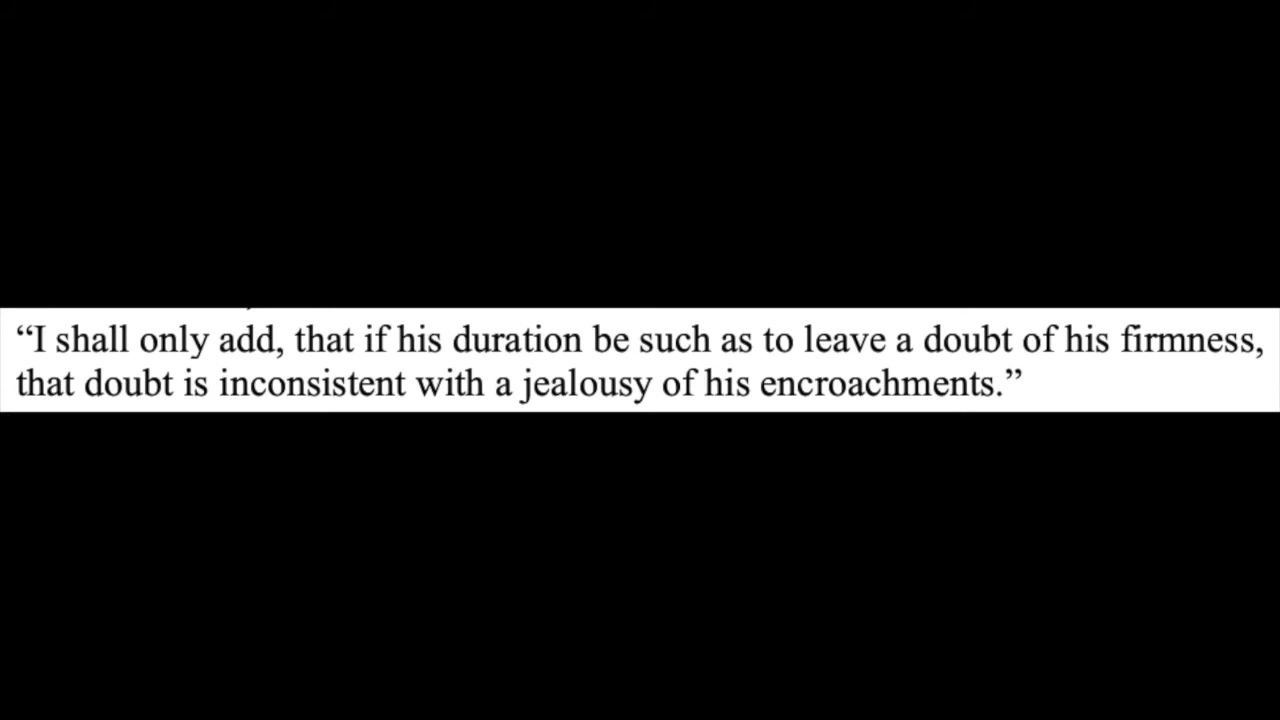 “I shall only add, that if his duration be such as to leave a doubt of his firmness,
that doubt is inconsistent with a jealousy of his encroachments.”